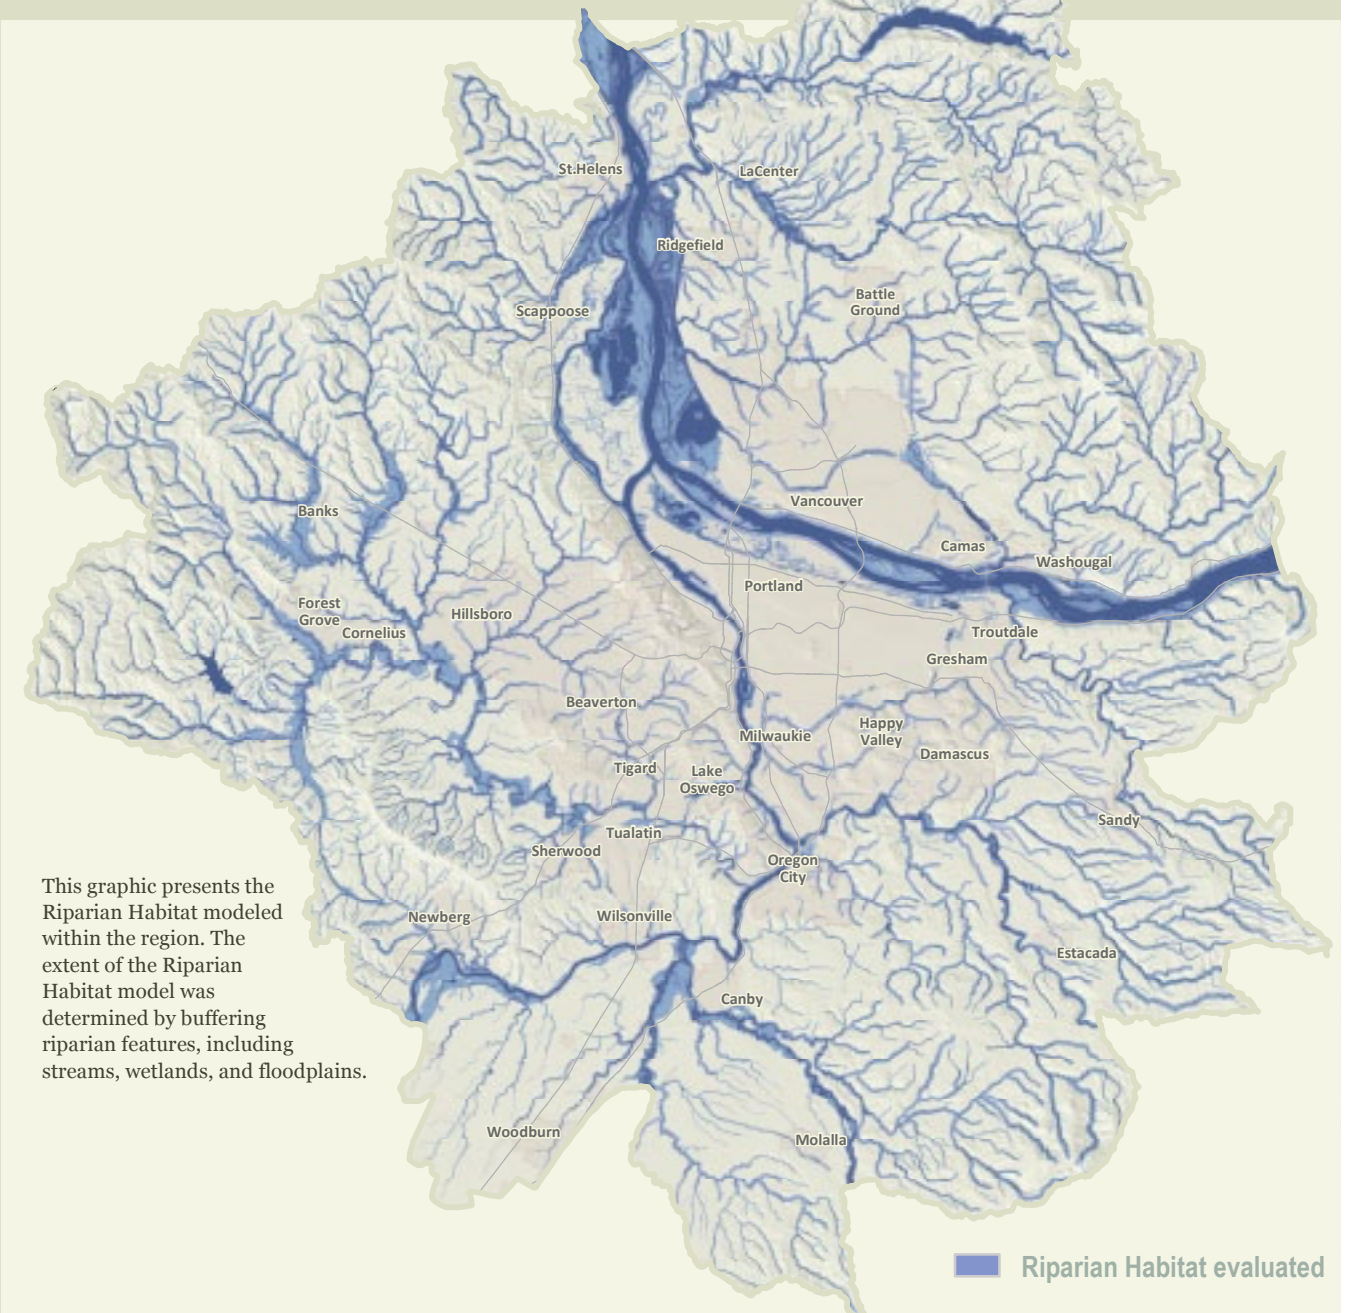 St.Helens
LaCenter
Ridgefield
Battle
Ground
Scappoose
Vancouver
Banks
Camas
Washougal
Portland
Forest
Grove
Hillsboro
Cornelius
Troutdale
Gresham
Beaverton
Happy
Valley
Milwaukie
Damascus
Tigard
Lake
Oswego
Sandy
Tualatin
Sherwood
Oregon
City
This graphic presents the
Riparian Habitat modeled
within the region. The
extent of the Riparian
Habitat model was
determined by buffering
riparian features, including
streams, wetlands, and floodplains.
Newberg
Wilsonville
Estacada
Canby
Woodburn
Molalla
Riparian Habitat evaluated